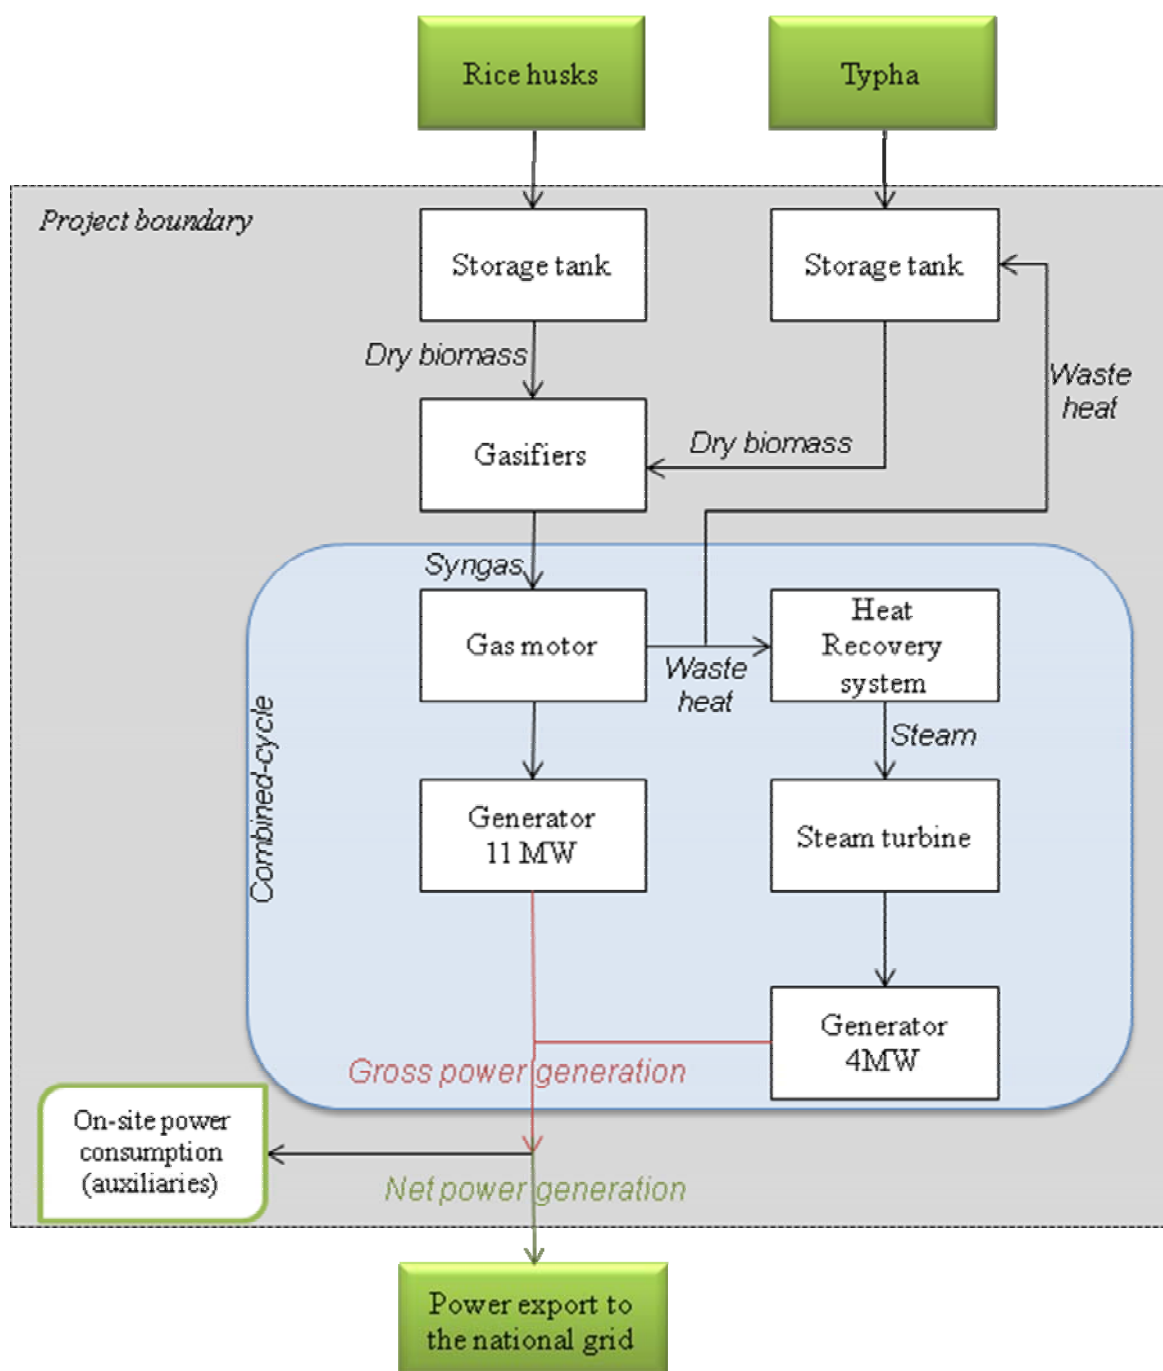 Rice husks
Typha
Project boundary
Storage tank
Storage tank
Dry biomass
Waste
heat
Gasifiers
Dry biomass
Syngas
Gas motor
Waste
heat
Heat
Recovery
system
Steam
Combined-cycle
Generator
11 MW
Steam turbine
Generator
4MW
Gross power generation
On-site power
consumption
(auxiliaries)
Net power generation
Power export to
the national grid